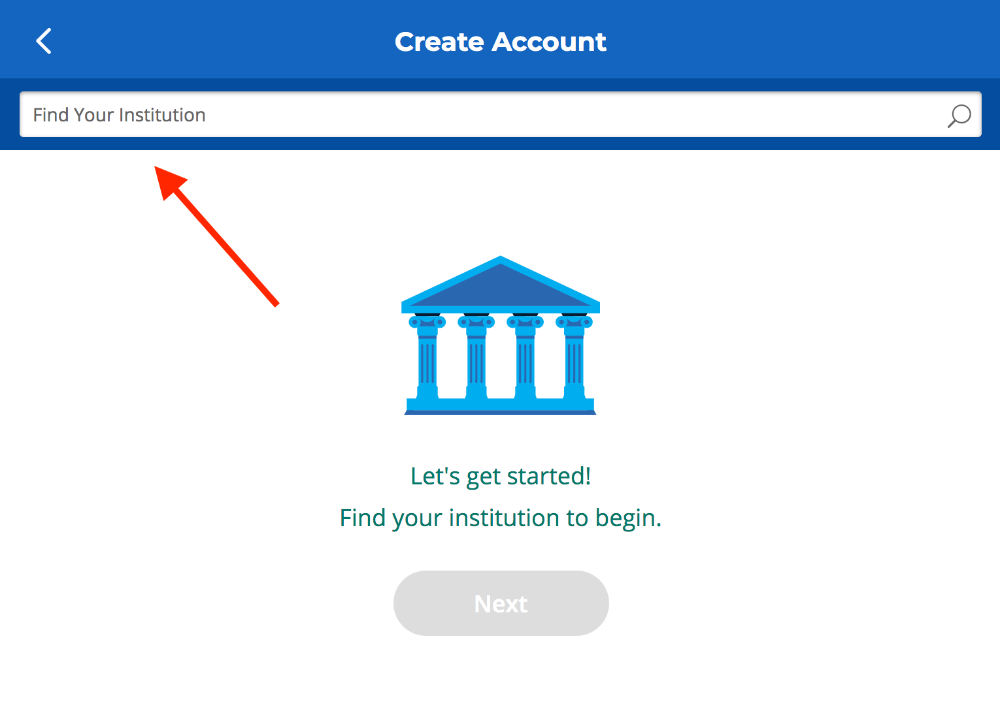 Create Account
Find Your Institution
Let's get started!
Find your institution to begin.
Next